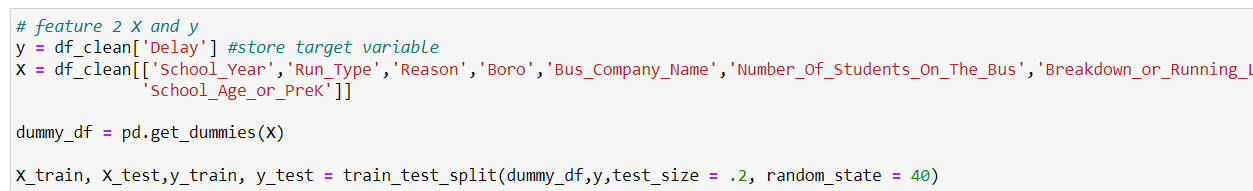 # feature 2 X and y
y = df_clean['Delay'] #store target variable
X = df_clean[['School_Year','Run_Type','Reason','Boro','Bus_Company_Name','Number_Of_Students_On_The_Bus','Breakdown_or_Running_L
'School_Age_or_PreK']]
dummy_df = pd.get_dummies(X)
X_train, X_test,y_train, y_test = train_test_split(dummy_df,y,test_size = .2, random_state = 40)